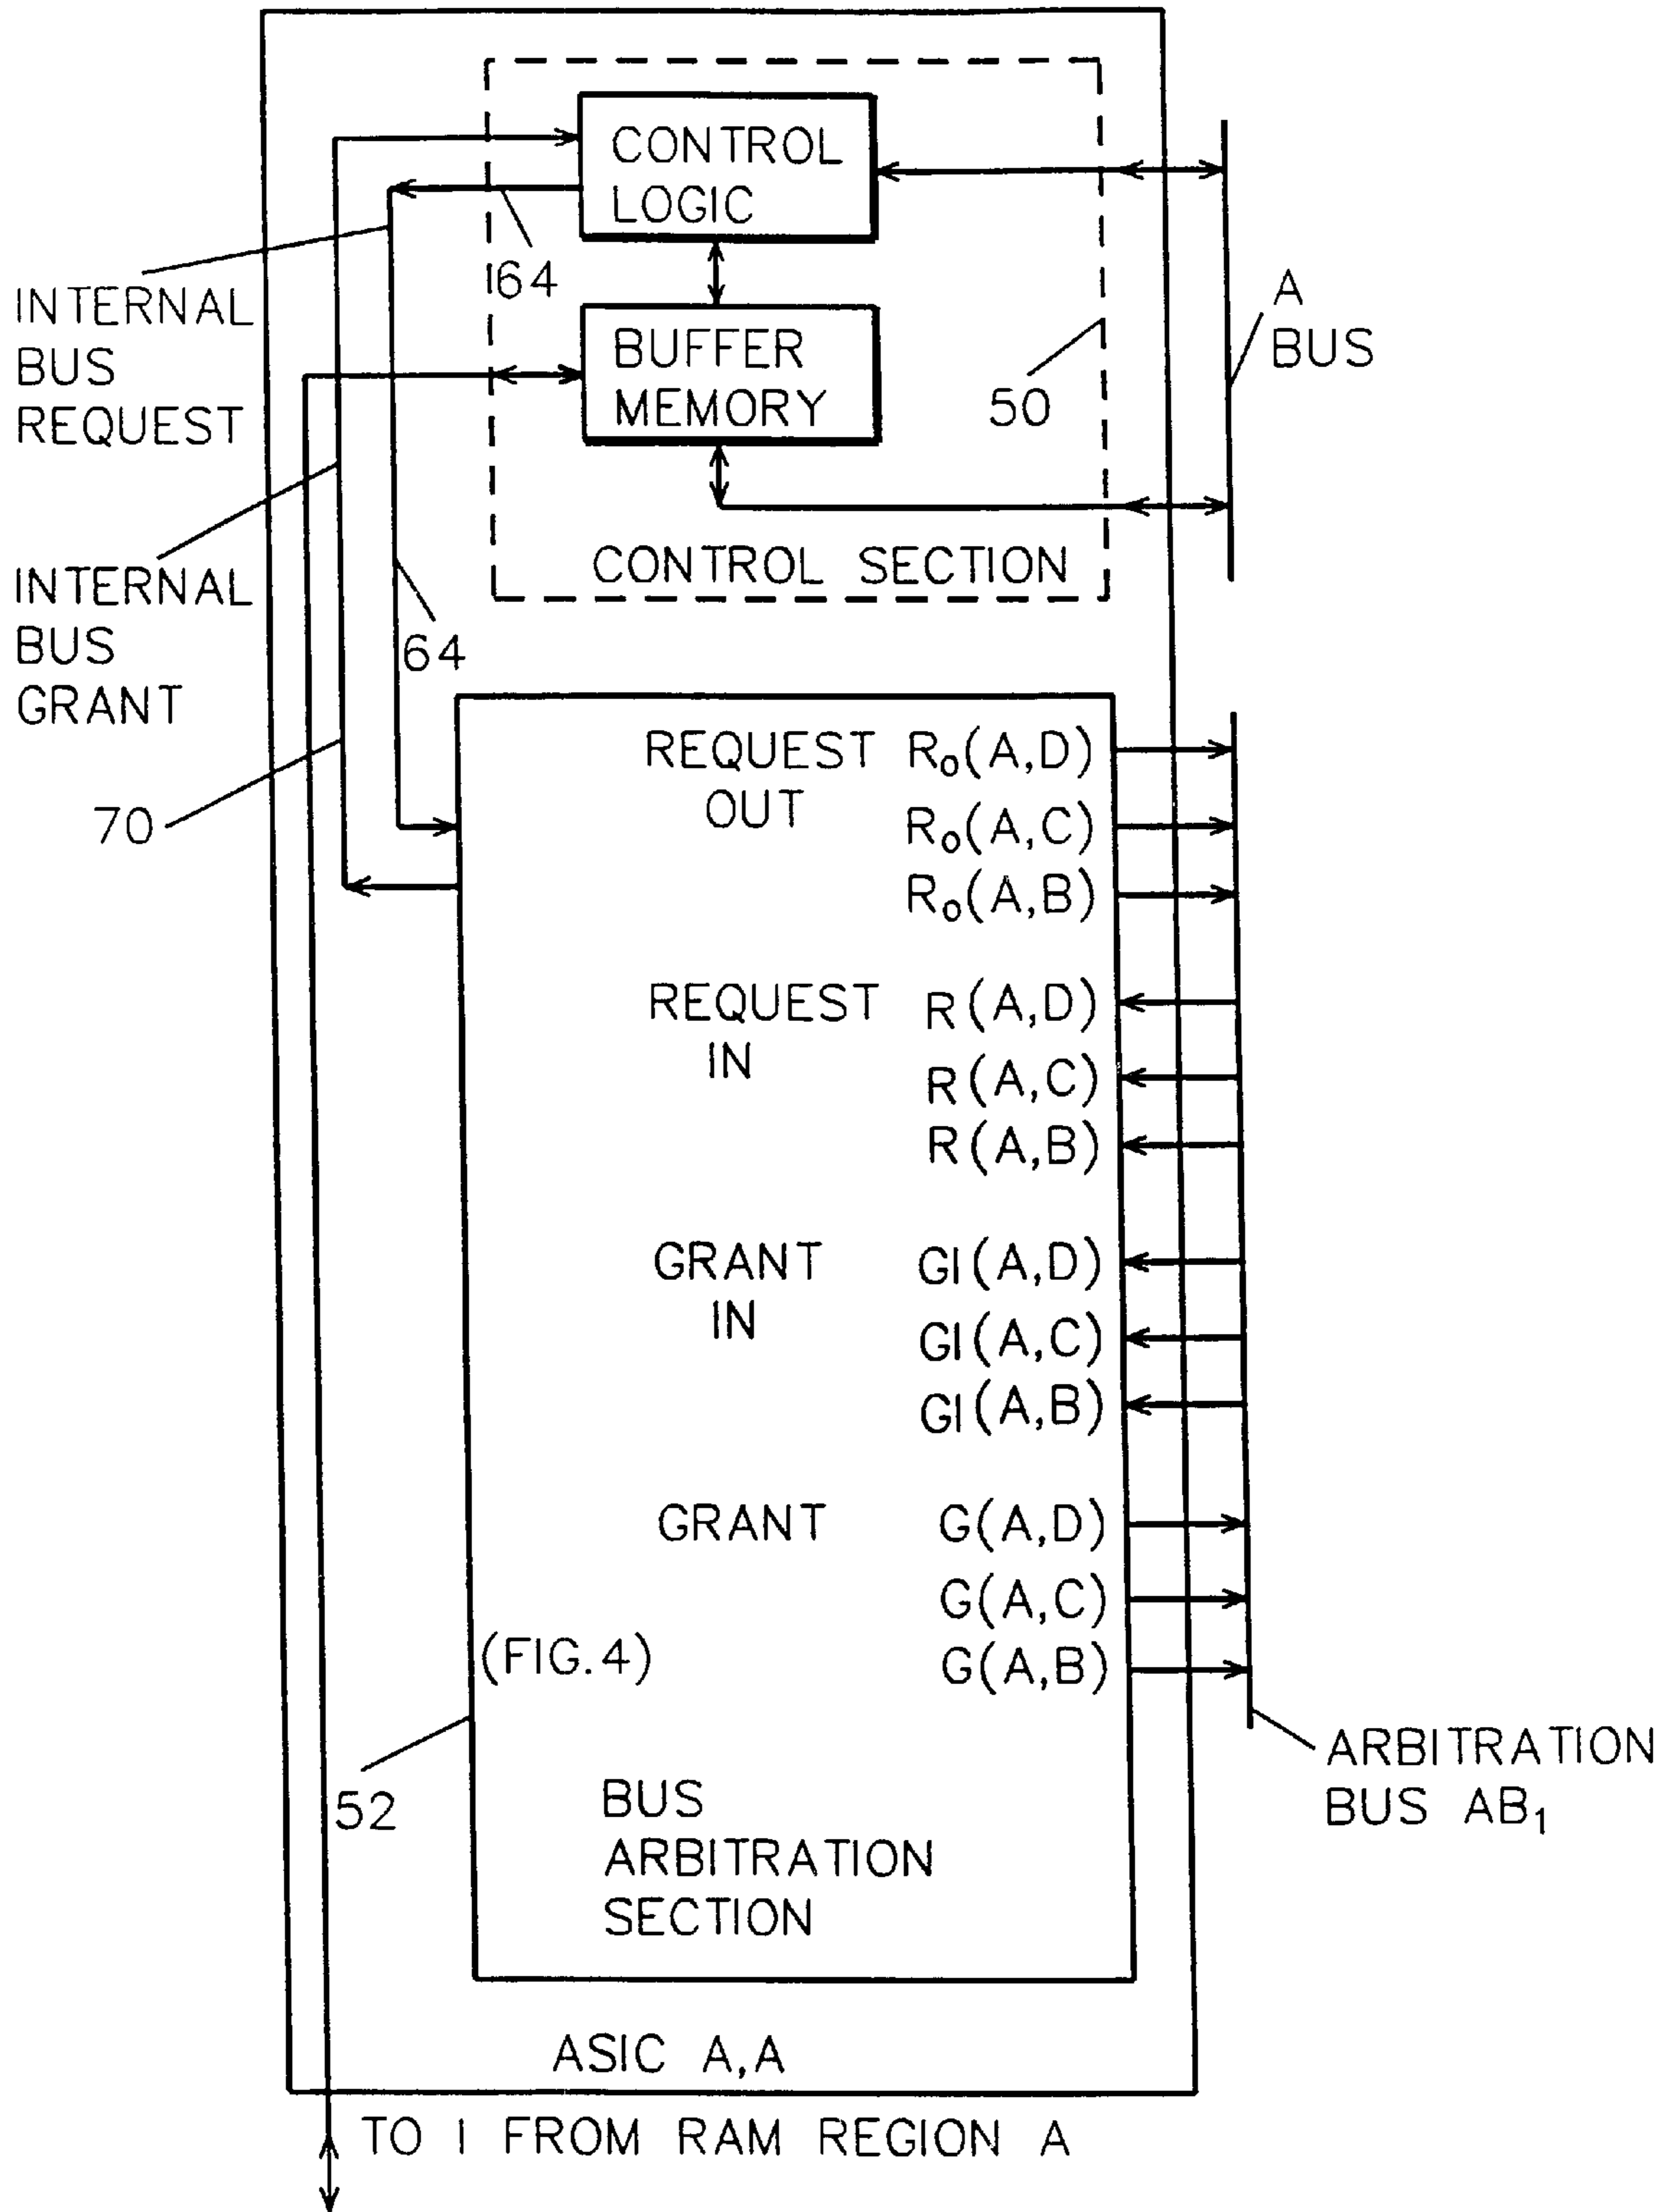 CONTROL
LOGIC
64
INTERNAL
BUS
REQUEST
A
BUS
BUFFER
MEMORY
50
CONTROL SECTION
INTERNAL
BUS
GRANT
64
70
REQUEST
OUT
R₀(A,D)
R₀(A,C)
R₀(A,B)
REQUEST
IN
R(A,D)
R(A,C)
R(A,B)
GRANT
IN
GI(A,D)
GI(A,C)
GI(A,B)
GRANT
G(A,D)
G(A,C)
G(A,B)
(FIG.4)
52
ARBITRATION
BUS AB₁
BUS
ARBITRATION
SECTION
ASIC A,A
TO I FROM RAM REGION A